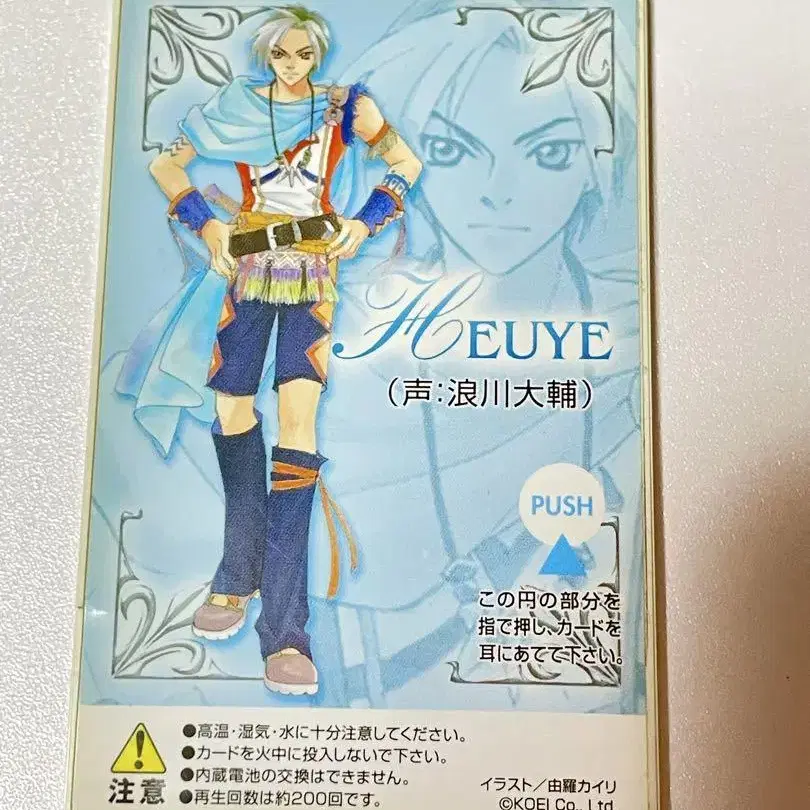 HEUYE
(声:浪川大輔)
PUSH
この円の部分を
指で押し、カードを
耳にあてて下さい。
注意
●高温・湿気・水に十分注意してください。
●カードを火中に投入しないで下さい。
●内蔵電池の交換はできません。
●再生回数は約200回です。
イラスト/由羅カイリ
©KOEI Co., Ltd.